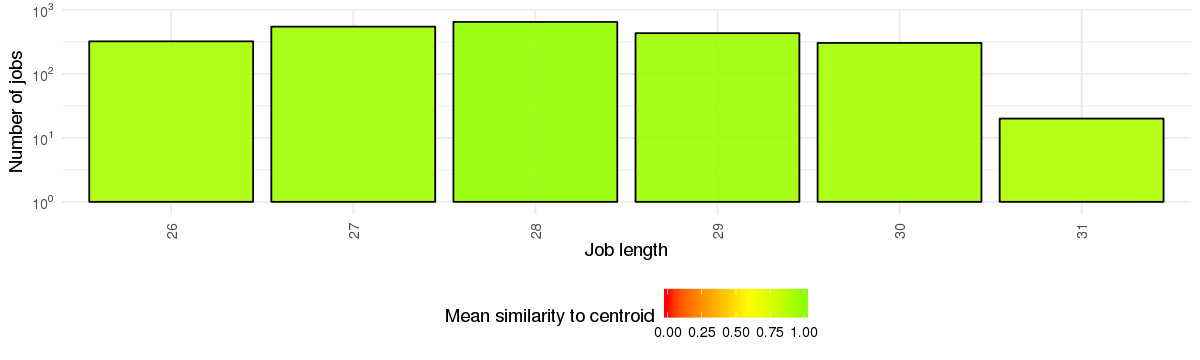 Number of jobs
10³
10²
10¹
10⁰
26 27 28 29 30 31
Job length
Mean similarity to centroid
0.00 0.25 0.50 0.75 1.00